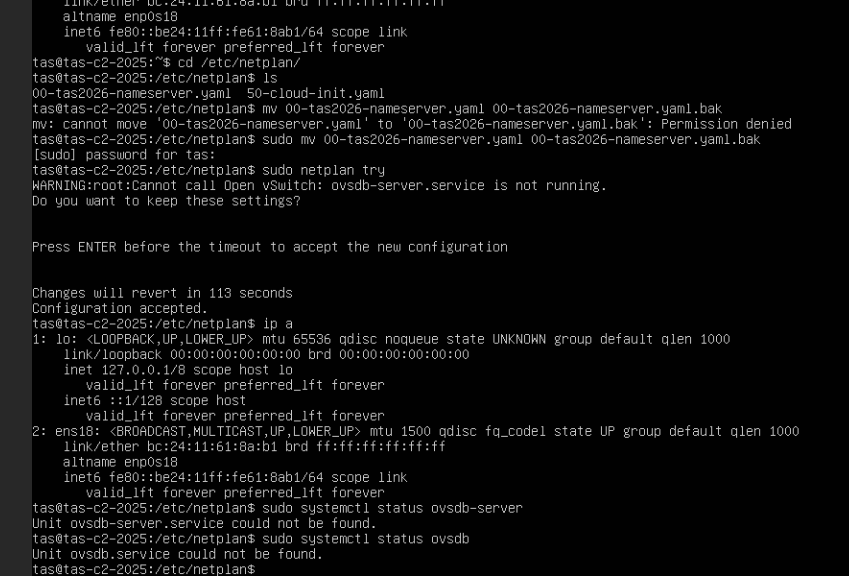 link/ether bc:24:11:61:8a:b1 brd ff:ff:ff:ff:ff:ff
altname enp0s18
inet6 fe80::be24:11ff:fe61:8ab1/64 scope link
valid_lft forever preferred_lft forever
tas@tas-c2-2025:~$ cd /etc/netplan/
tas@tas-c2-2025:/etc/netplan$ ls
00-tas2026-nameserver.yaml  50-cloud-init.yaml
tas@tas-c2-2025:/etc/netplan$ mv 00-tas2026-nameserver.yaml 00-tas2026-nameserver.yaml.bak
mv: cannot move '00-tas2026-nameserver.yaml' to '00-tas2026-nameserver.yaml.bak': Permission denied
tas@tas-c2-2025:/etc/netplan$ sudo mv 00-tas2026-nameserver.yaml 00-tas2026-nameserver.yaml.bak
[sudo] password for tas:
tas@tas-c2-2025:/etc/netplan$ sudo netplan try
WARNING:root:Cannot call Open vSwitch: ovsdb-server.service is not running.
Do you want to keep these settings?
Press ENTER before the timeout to accept the new configuration
Changes will revert in 113 seconds
Configuration accepted.
tas@tas-c2-2025:/etc/netplan$ ip a
1: lo: <LOOPBACK,UP,LOWER_UP> mtu 65536 qdisc noqueue state UNKNOWN group default qlen 1000
link/loopback 00:00:00:00:00:00 brd 00:00:00:00:00:00
inet 127.0.0.1/8 scope host lo
valid_lft forever preferred_lft forever
inet6 ::1/128 scope host
valid_lft forever preferred_lft forever
2: ens18: <BROADCAST,MULTICAST,UP,LOWER_UP> mtu 1500 qdisc fq_codel state UP group default qlen 1000
link/ether bc:24:11:61:8a:b1 brd ff:ff:ff:ff:ff:ff
altname enp0s18
inet6 fe80::be24:11ff:fe61:8ab1/64 scope link
valid_lft forever preferred_lft forever
tas@tas-c2-2025:/etc/netplan$ sudo systemctl status ovsdb-server
Unit ovsdb-server.service could not be found.
tas@tas-c2-2025:/etc/netplan$ sudo systemctl status ovsdb
Unit ovsdb.service could not be found.
tas@tas-c2-2025:/etc/netplan$